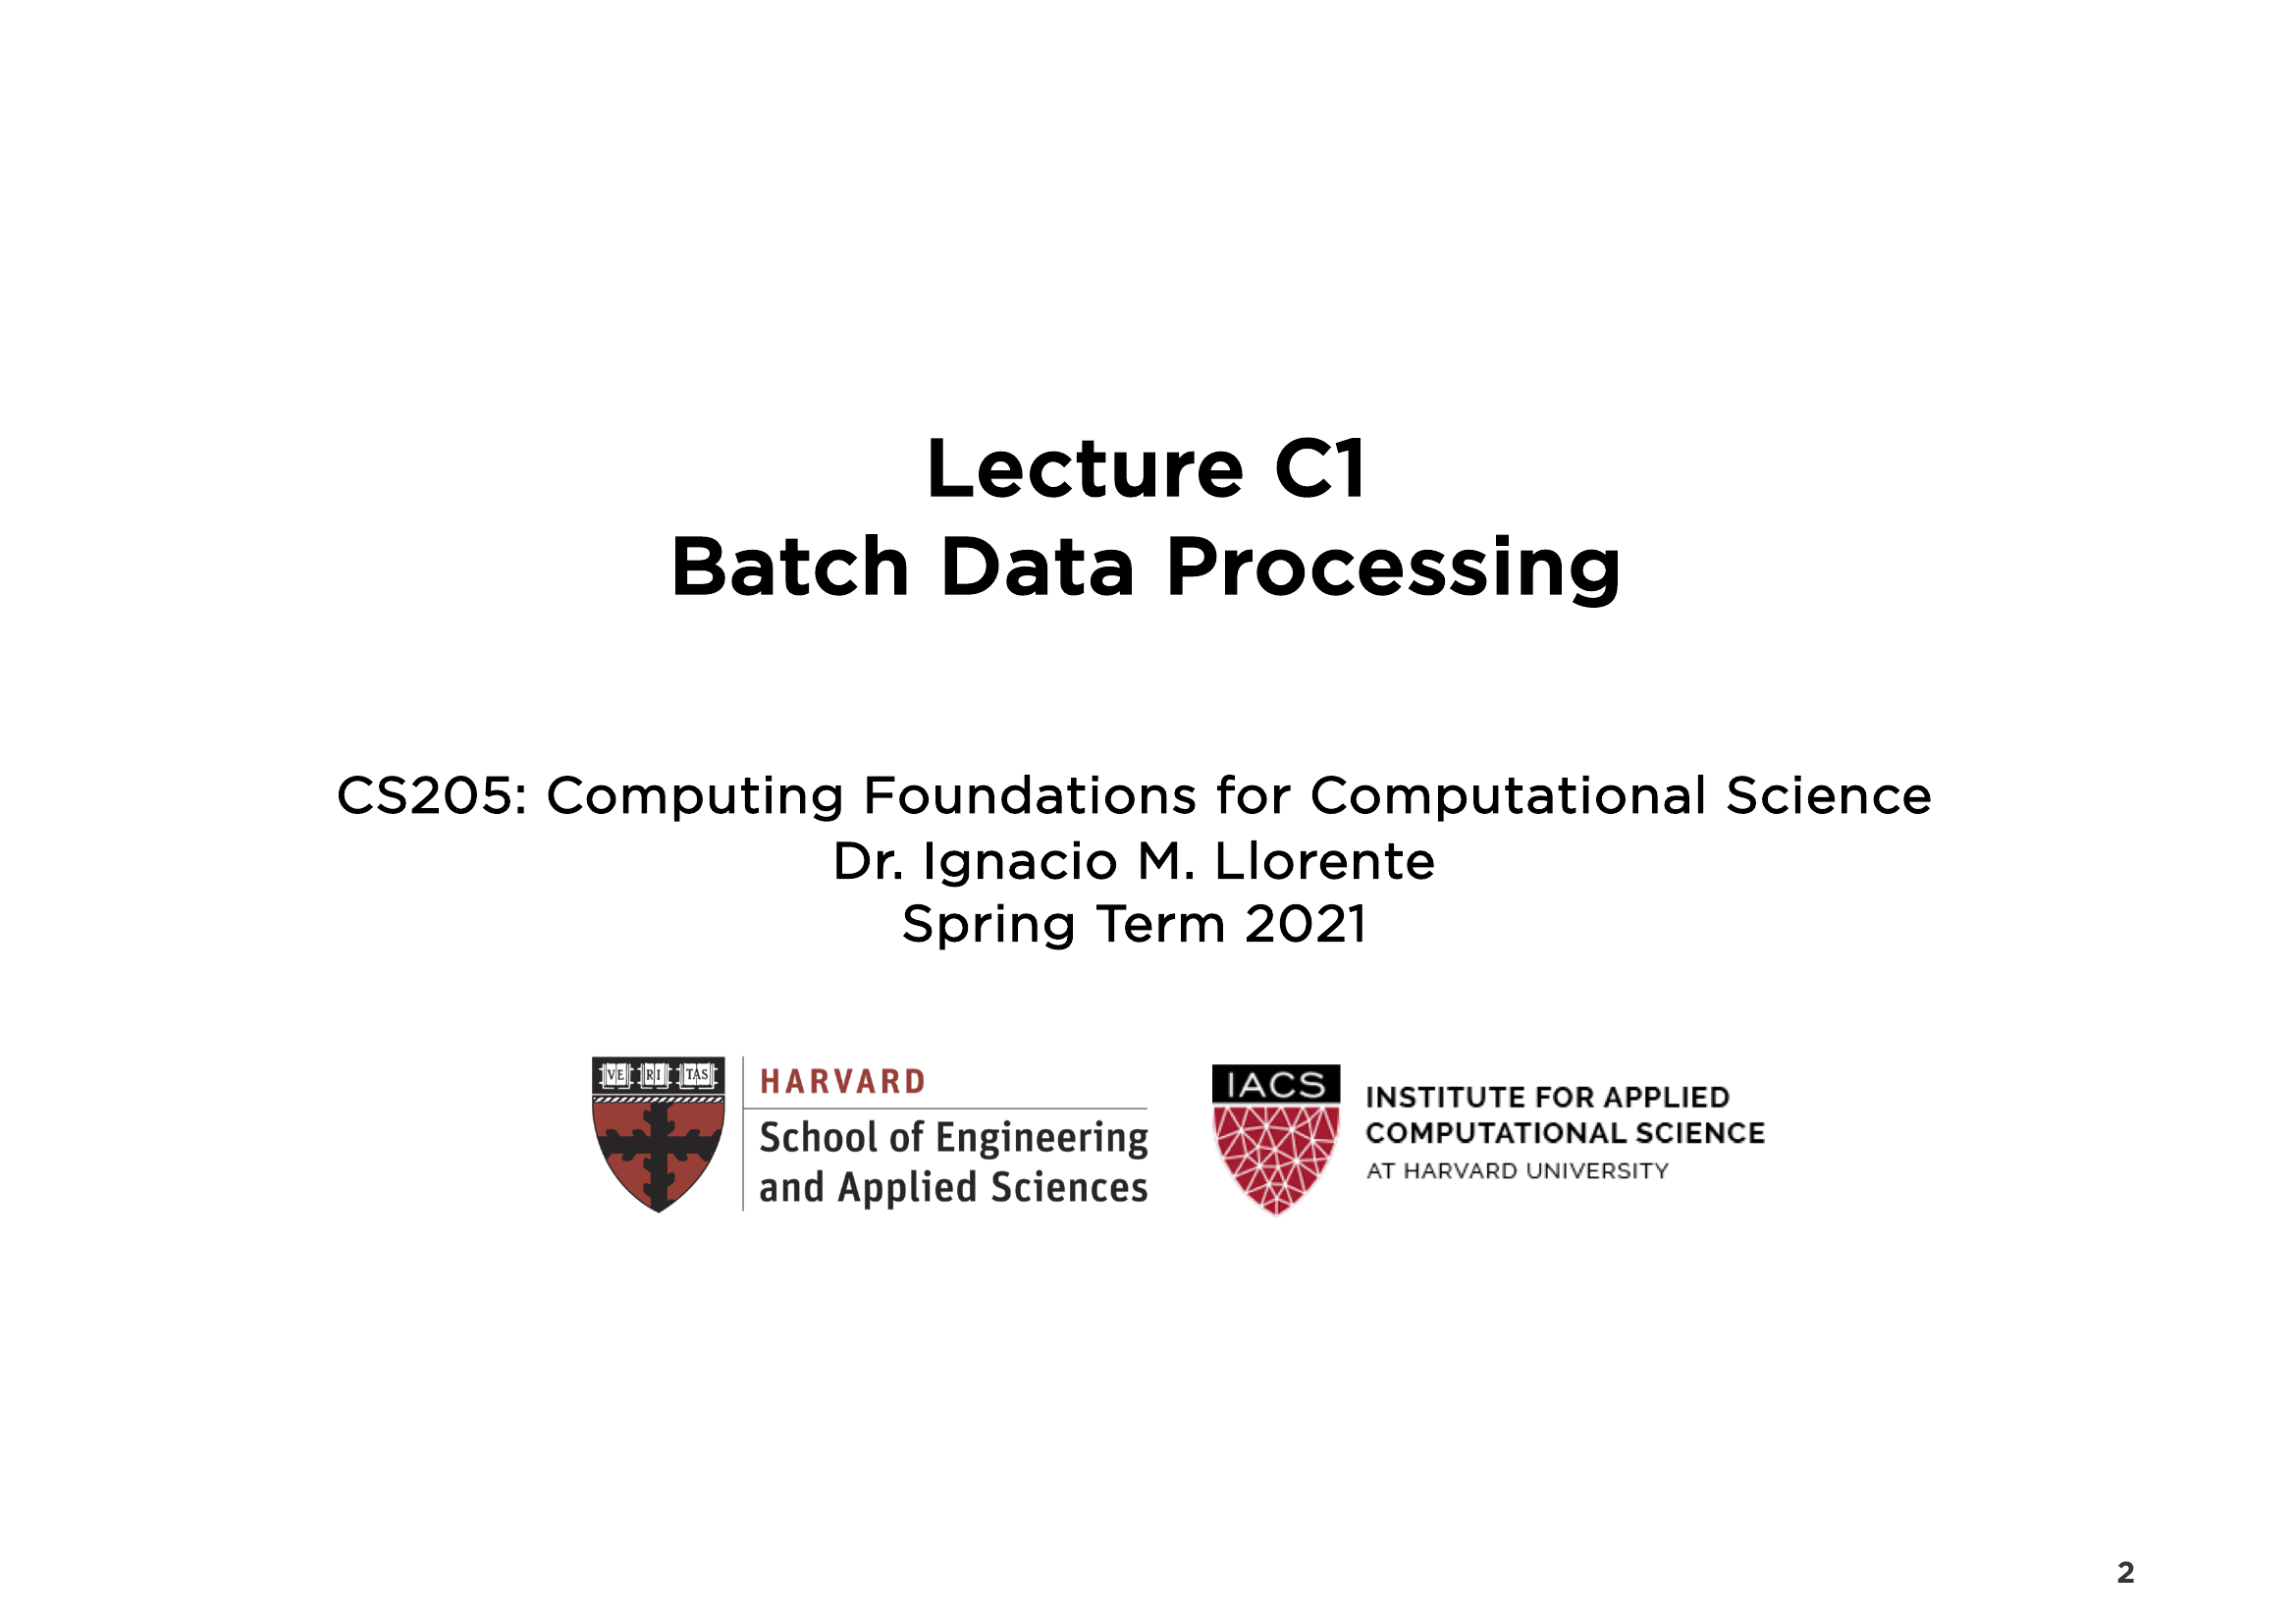 Lecture C1
Batch Data Processing
CS205: Computing Foundations for Computational Science
Dr. Ignacio M. Llorente
Spring Term 2021
VE RI TAS
HARVARD
School of Engineering
and Applied Sciences
IACS
INSTITUTE FOR APPLIED
COMPUTATIONAL SCIENCE
AT HARVARD UNIVERSITY
2